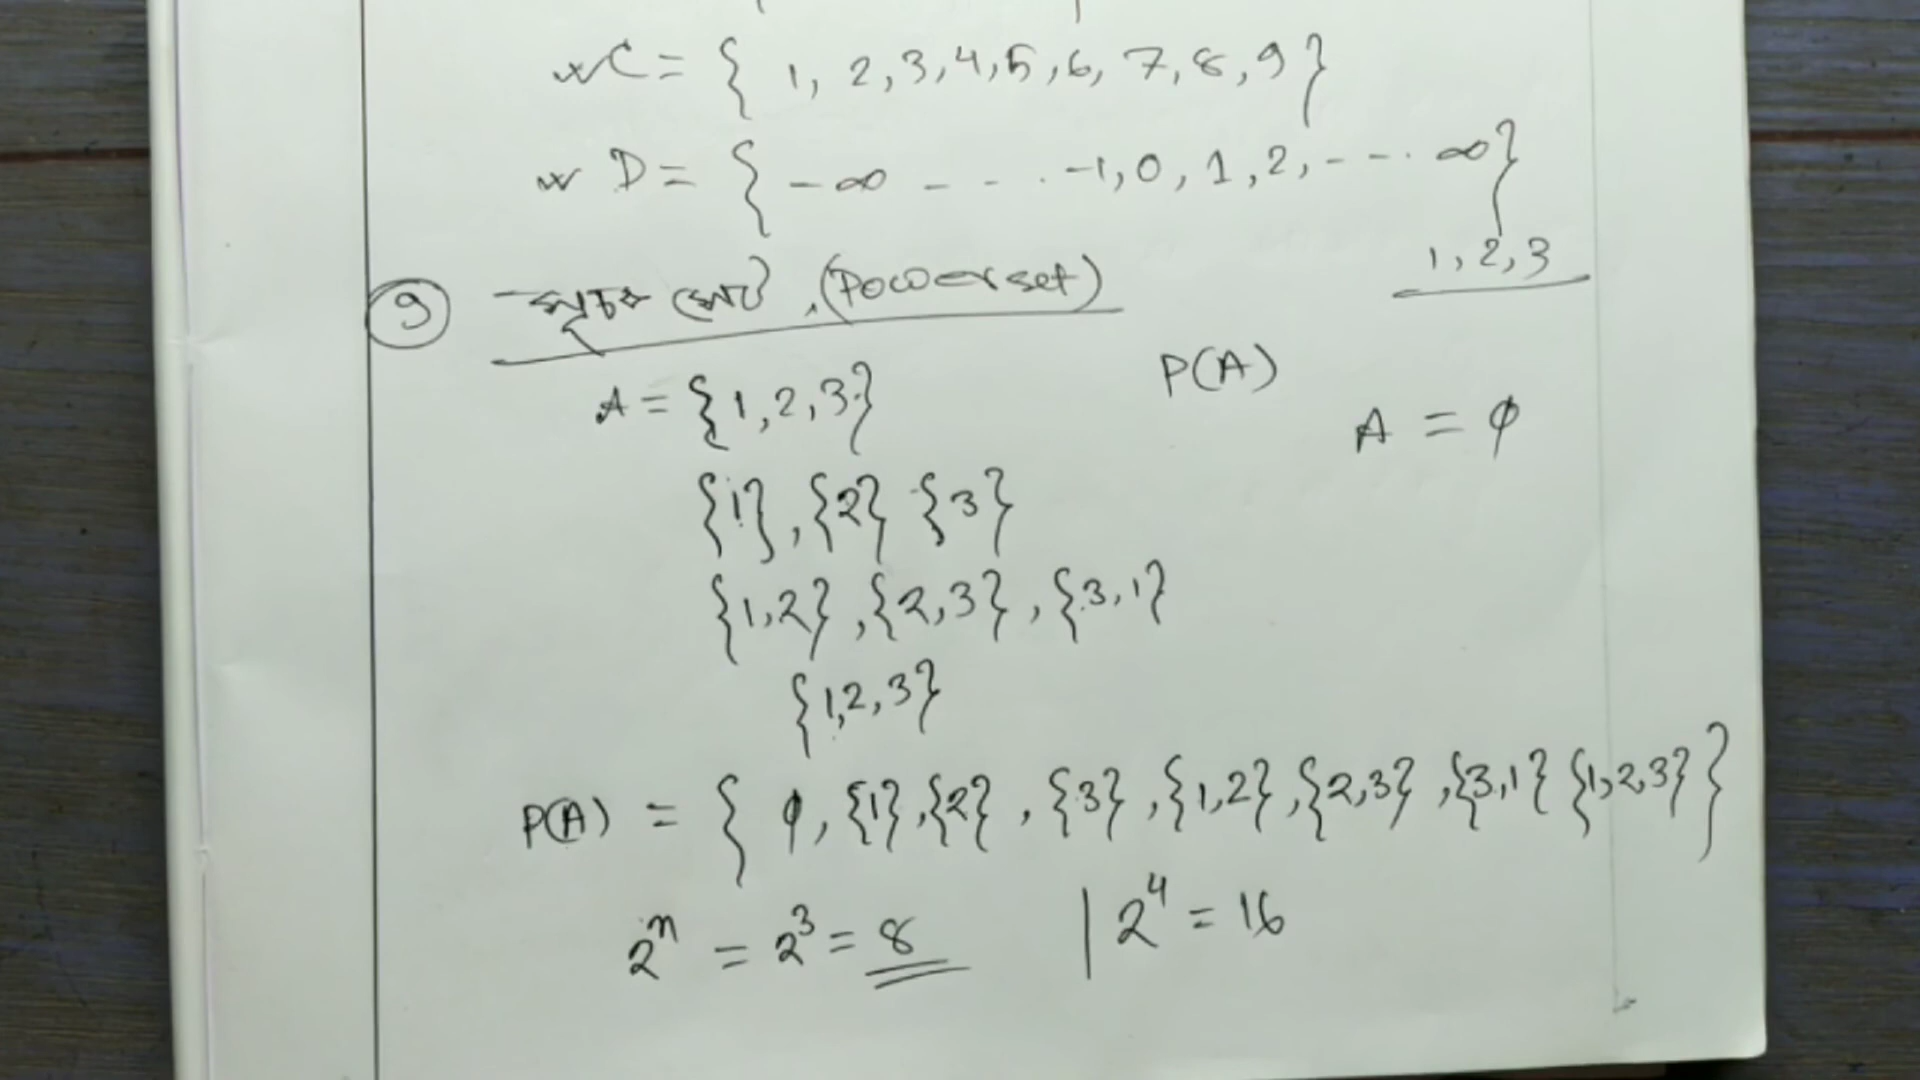 C = { 1, 2, 3, 4, 5, 6, 7, 8, 9 }
D = { -∞ - - . . -1, 0, 1, 2, - - . . ∞ }
1, 2, 3
9 সূচক সেট, (Power set)
A = {1, 2, 3}
P(A)
A = φ
{1}, {2} {3}
{1,2}, {2,3}, {3,1}
{1,2,3}
P(A) = { φ, {1}, {2}, {3}, {1,2}, {2,3}, {3,1} {1,2,3} }
2ⁿ = 2³ = 8 | 2⁴ = 16